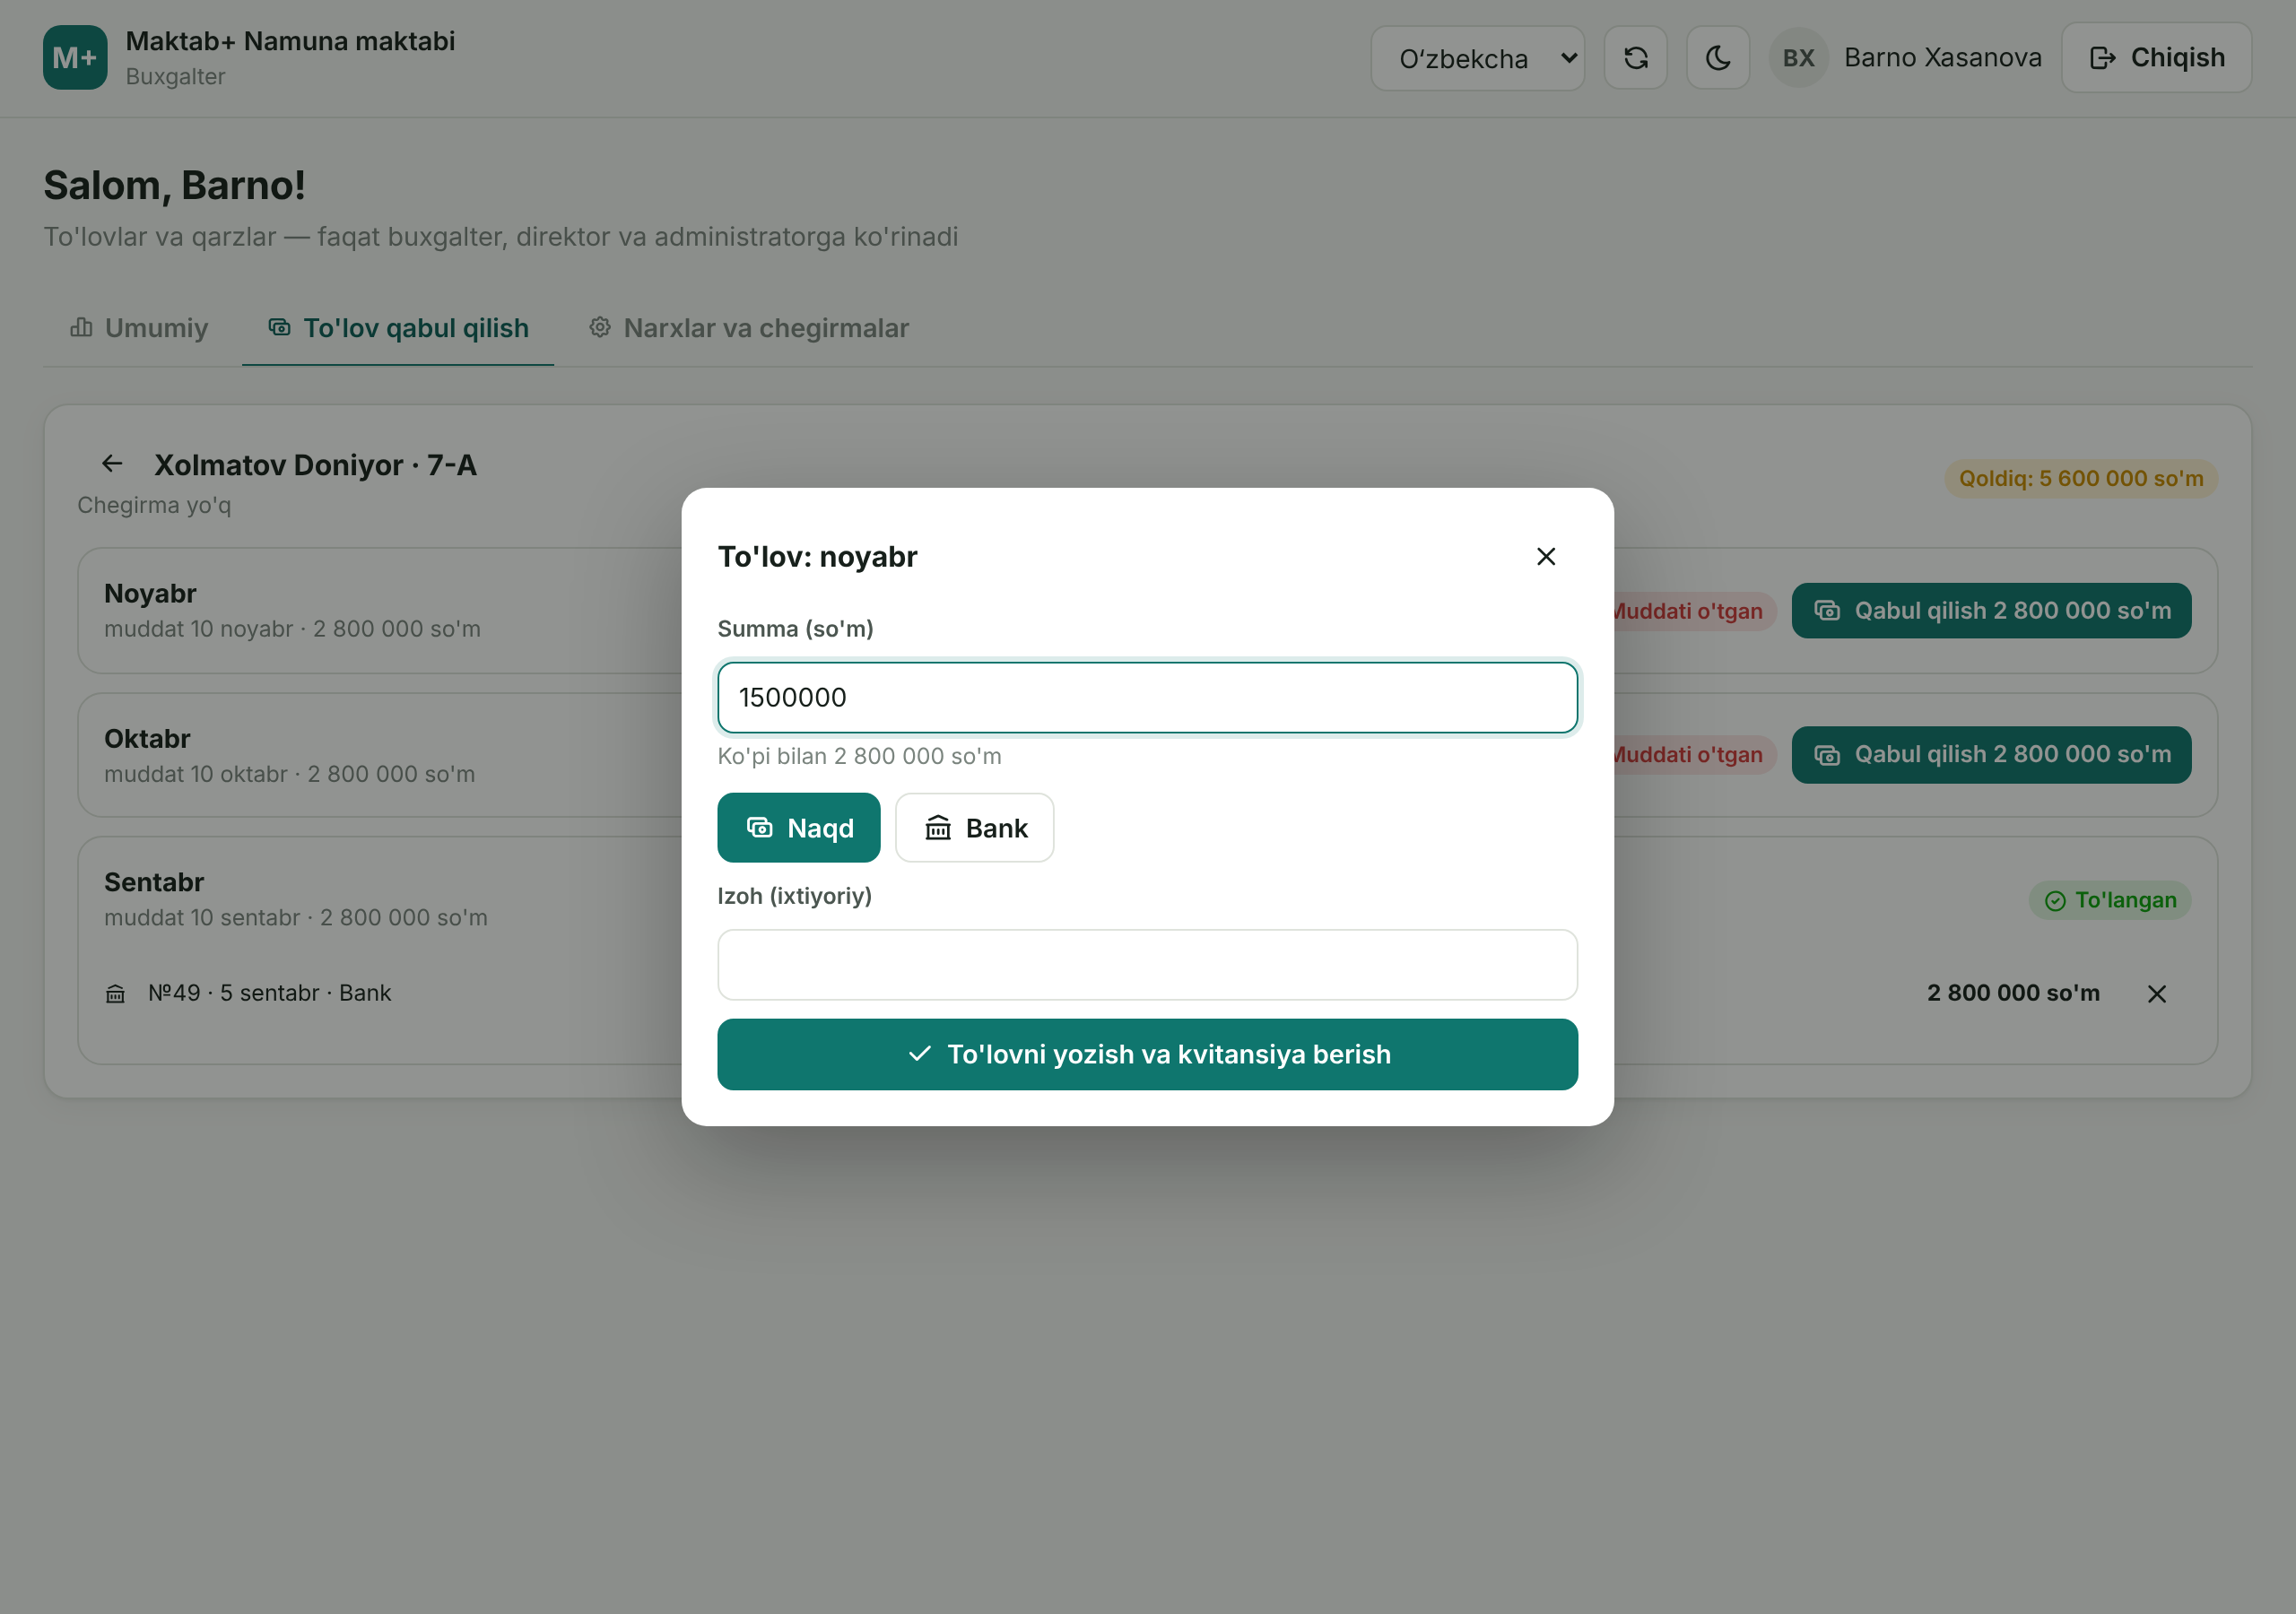 M+
Maktab+ Namuna maktabi
Buxgalter
O‘zbekcha
BX
Barno Xasanova
Chiqish
Salom, Barno!
To'lovlar va qarzlar — faqat buxgalter, direktor va administratorga ko'rinadi
Umumiy
To'lov qabul qilish
Narxlar va chegirmalar
Xolmatov Doniyor · 7-A
Chegirma yo'q
Qoldiq: 5 600 000 so'm
Noyabr
muddat 10 noyabr · 2 800 000 so'm
Muddati o'tgan
Qabul qilish 2 800 000 so'm
Oktabr
muddat 10 oktabr · 2 800 000 so'm
Muddati o'tgan
Qabul qilish 2 800 000 so'm
Sentabr
muddat 10 sentabr · 2 800 000 so'm
To'langan
№49 · 5 sentabr · Bank
2 800 000 so'm
To'lov: noyabr
Summa (so'm)
1500000
Ko'pi bilan 2 800 000 so'm
Naqd
Bank
Izoh (ixtiyoriy)
To'lovni yozish va kvitansiya berish